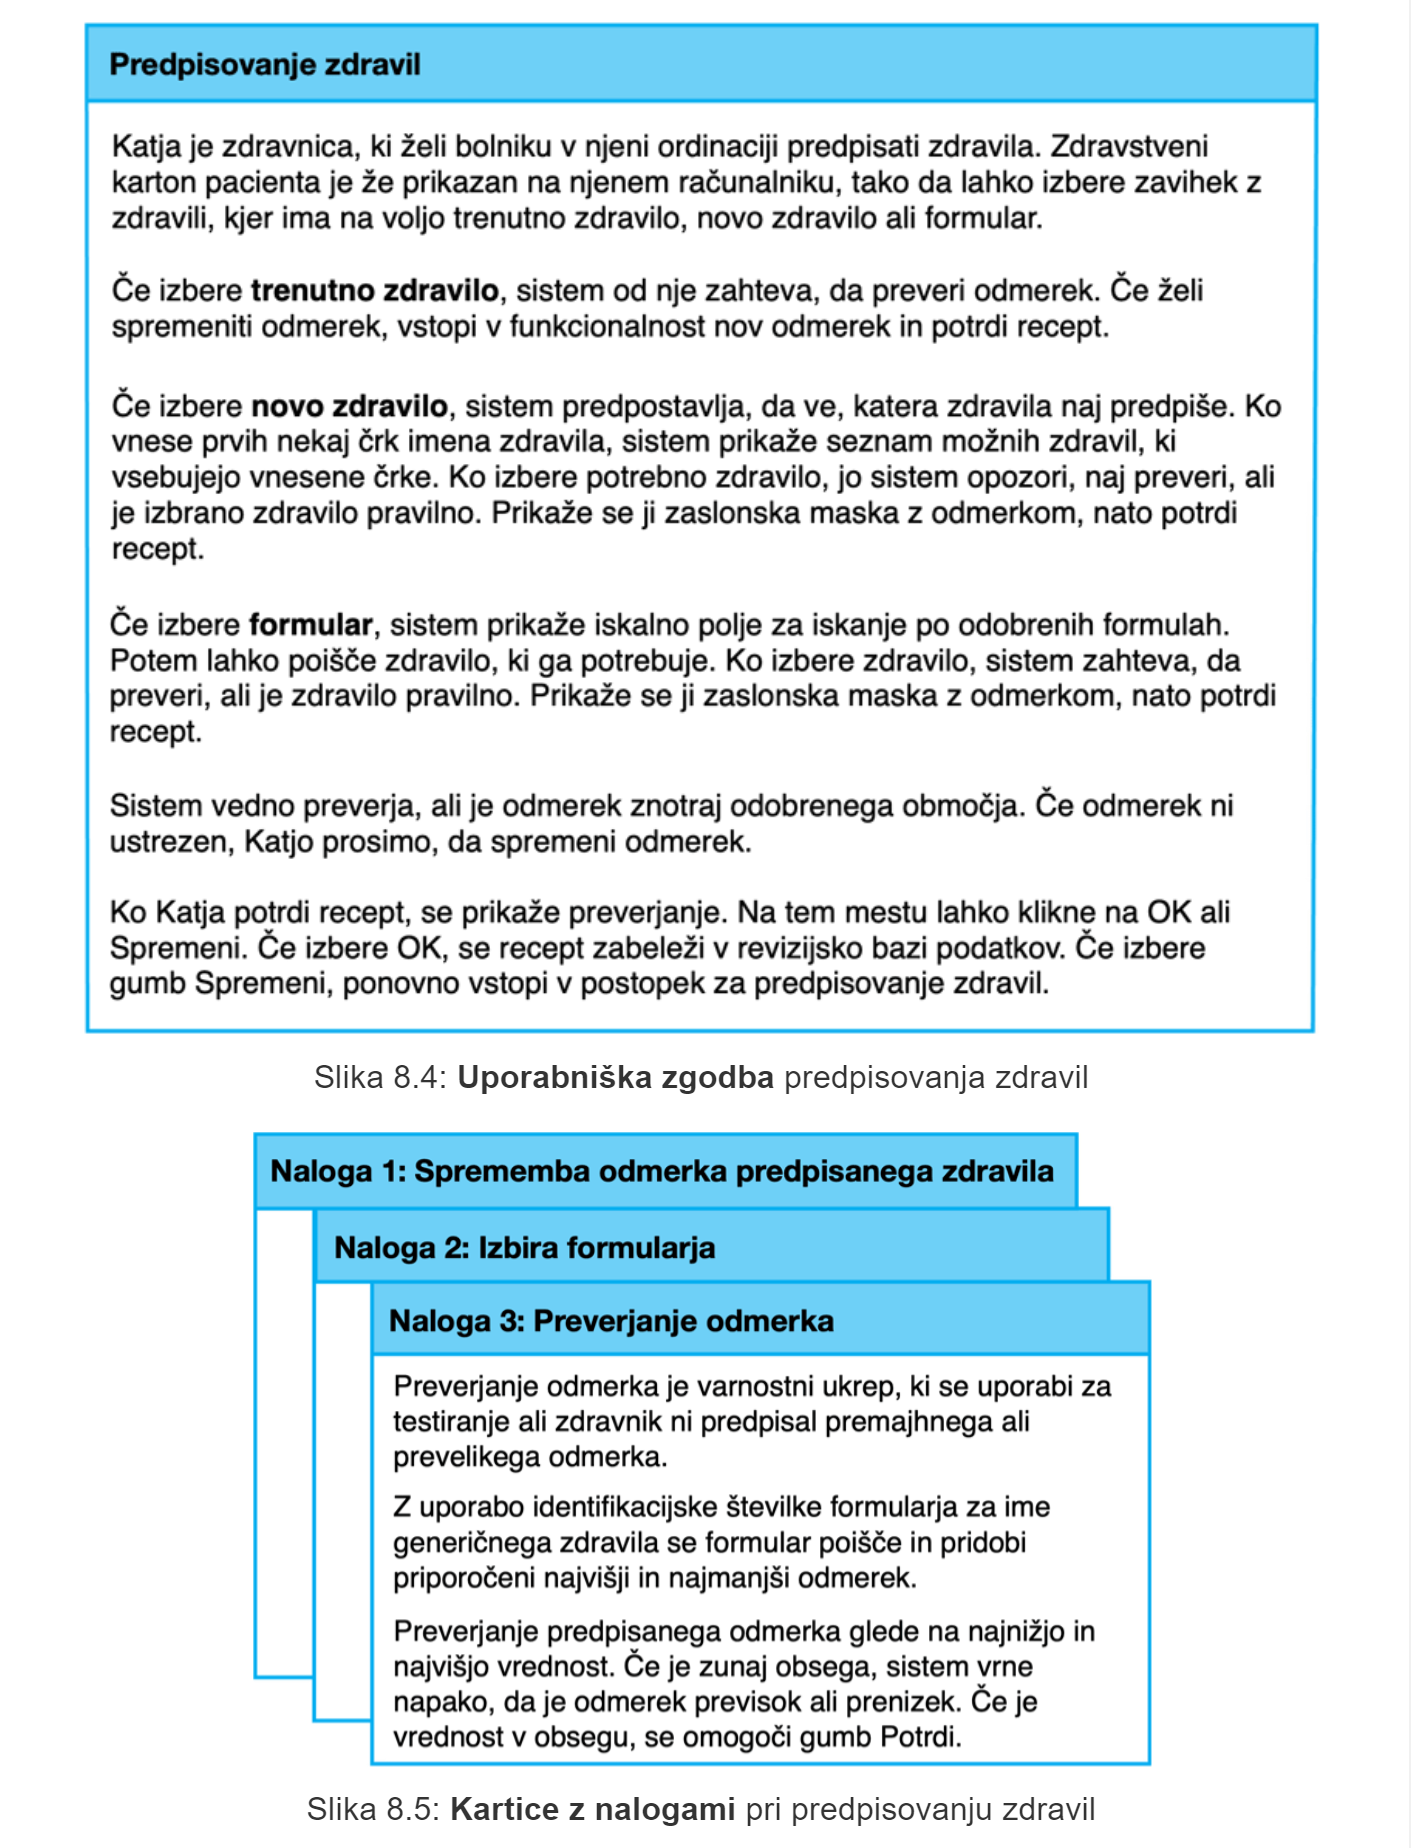 Predpisovanje zdravil
Katja je zdravnica, ki želi bolniku v njeni ordinaciji predpisati zdravila. Zdravstveni
karton pacienta je že prikazan na njenem računalniku, tako da lahko izbere zavihek z
zdravili, kjer ima na voljo trenutno zdravilo, novo zdravilo ali formular.
Če izbere trenutno zdravilo, sistem od nje zahteva, da preveri odmerek. Če želi
spremeniti odmerek, vstopi v funkcionalnost nov odmerek in potrdi recept.
Če izbere novo zdravilo, sistem predpostavlja, da ve, katera zdravila naj predpiše. Ko
vnese prvih nekaj črk imena zdravila, sistem prikaže seznam možnih zdravil, ki
vsebujejo vnesene črke. Ko izbere potrebno zdravilo, jo sistem opozori, naj preveri, ali
je izbrano zdravilo pravilno. Prikaže se ji zaslonska maska z odmerkom, nato potrdi
recept.
Če izbere formular, sistem prikaže iskalno polje za iskanje po odobrenih formulah.
Potem lahko poišče zdravilo, ki ga potrebuje. Ko izbere zdravilo, sistem zahteva, da
preveri, ali je zdravilo pravilno. Prikaže se ji zaslonska maska z odmerkom, nato potrdi
recept.
Sistem vedno preverja, ali je odmerek znotraj odobrenega območja. Če odmerek ni
ustrezen, Katjo prosimo, da spremeni odmerek.
Ko Katja potrdi recept, se prikaže preverjanje. Na tem mestu lahko klikne na OK ali
Spremeni. Če izbere OK, se recept zabeleži v revizijsko bazi podatkov. Če izbere
gumb Spremeni, ponovno vstopi v postopek za predpisovanje zdravil.
Slika 8.4: Uporabniška zgodba predpisovanja zdravil
Naloga 1: Sprememba odmerka predpisanega zdravila
Naloga 2: Izbira formularja
Naloga 3: Preverjanje odmerka
Preverjanje odmerka je varnostni ukrep, ki se uporabi za
testiranje ali zdravnik ni predpisal premajhnega ali
prevelikega odmerka.
Z uporabo identifikacijske številke formularja za ime
generičnega zdravila se formular poišče in pridobi
priporočeni najvišji in najmanjši odmerek.
Preverjanje predpisanega odmerka glede na najnižjo in
najvišjo vrednost. Če je zunaj obsega, sistem vrne
napako, da je odmerek previsok ali prenizek. Če je
vrednost v obsegu, se omogoči gumb Potrdi.
Slika 8.5: Kartice z nalogami pri predpisovanju zdravil